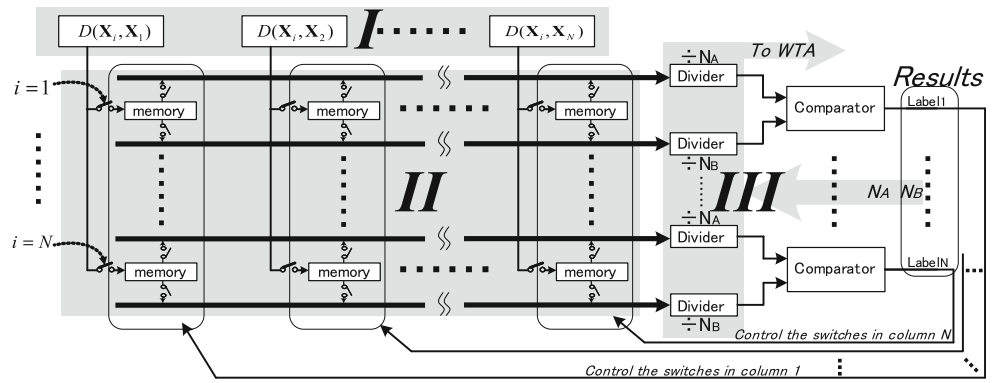 D(Xᵢ,X₁) D(Xᵢ,X₂) I D(Xᵢ,X_N)
÷NA To WTA
i=1 Divider Results
memory memory memory Comparator Label1
Divider
÷NB
II III NA NB
÷NA
i=N Divider
memory memory memory Comparator LabelN
Divider
÷NB
Control the switches in column N
Control the switches in column 1